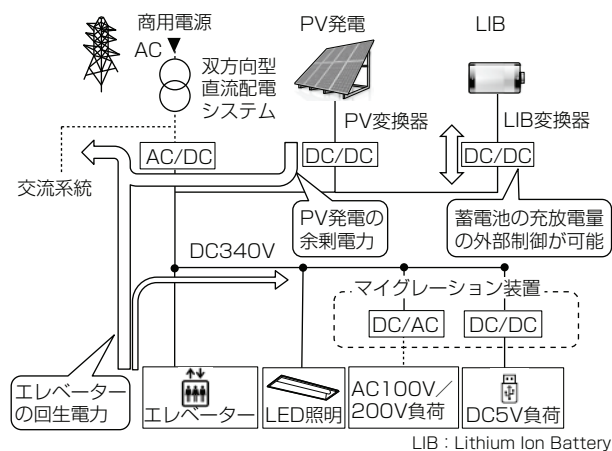 商用電源
AC
双方向型
直流配電
システム
PV発電
LIB
PV変換器
LIB変換器
AC/DC
DC/DC
DC/DC
交流系統
PV発電の
余剰電力
蓄電池の充放電量
の外部制御が可能
DC340V
マイグレーション装置
DC/AC
DC/DC
エレベーター
の回生電力
エレベーター
LED照明
AC100V／
200V負荷
DC5V負荷
LIB：Lithium Ion Battery